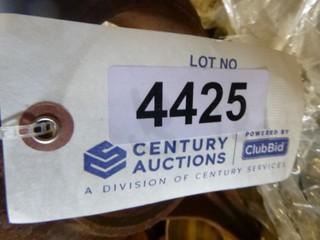 LOT NO
4425
CENTURY AUCTIONS
POWERED BY
ClubBid
A DIVISION OF CENTURY SERVICES